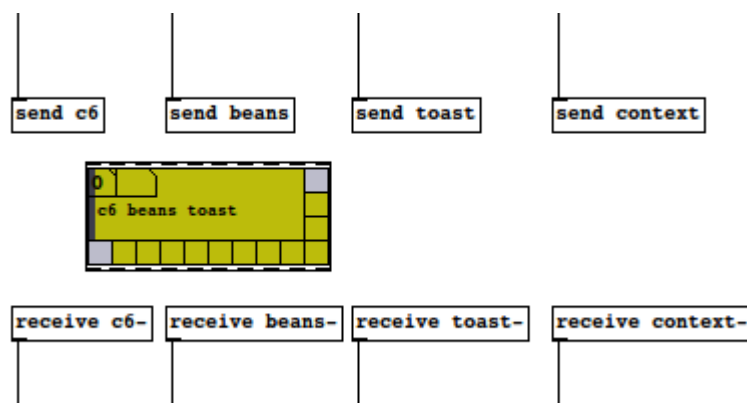 send c6
send beans
send toast
send context
0
c6 beans toast
receive c6-
receive beans-
receive toast-
receive context-